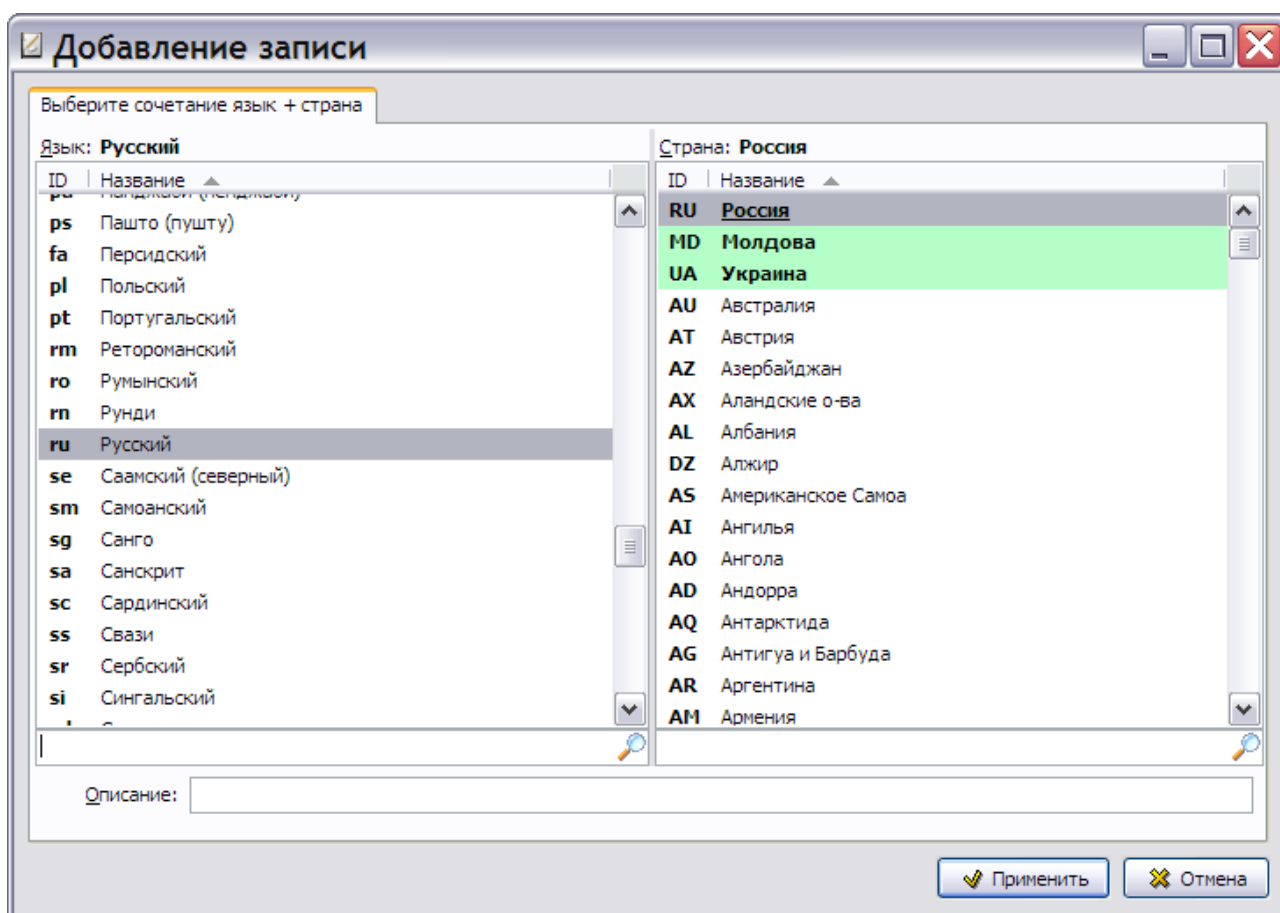 Добавление записи
Выберите сочетание язык + страна
Язык: Русский
ID Название
ps Пашто (пушту)
fa Персидский
pl Польский
pt Португальский
rm Ретороманский
ro Румынский
rn Рунди
ru Русский
se Саамский (северный)
sm Самоанский
sg Санго
sa Санскрит
sc Сардинский
ss Свази
sr Сербский
si Сингальский
Страна: Россия
ID Название
RU Россия
MD Молдова
UA Украина
AU Австралия
AT Австрия
AZ Азербайджан
AX Аландские о-ва
AL Албания
DZ Алжир
AS Американское Самоа
AI Ангилья
AO Ангола
AD Андорра
AQ Антарктида
AG Антигуа и Барбуда
AR Аргентина
AM Армения
Описание:
Применить
Отмена